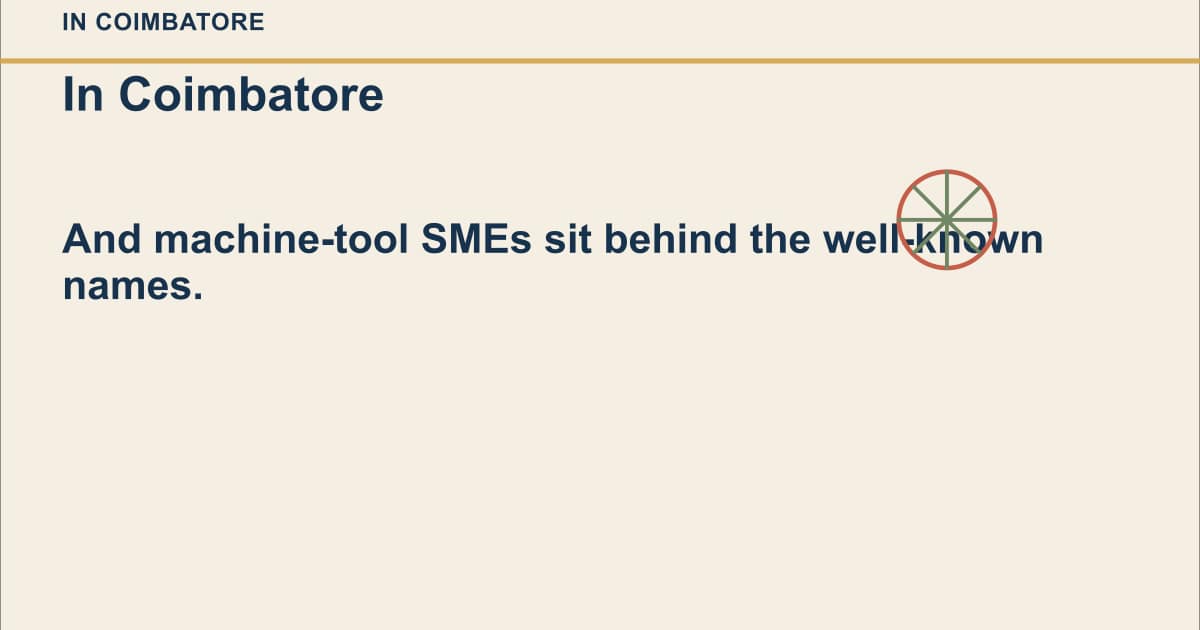 IN COIMBATORE
In Coimbatore
And machine-tool SMEs sit behind the well-known
names.